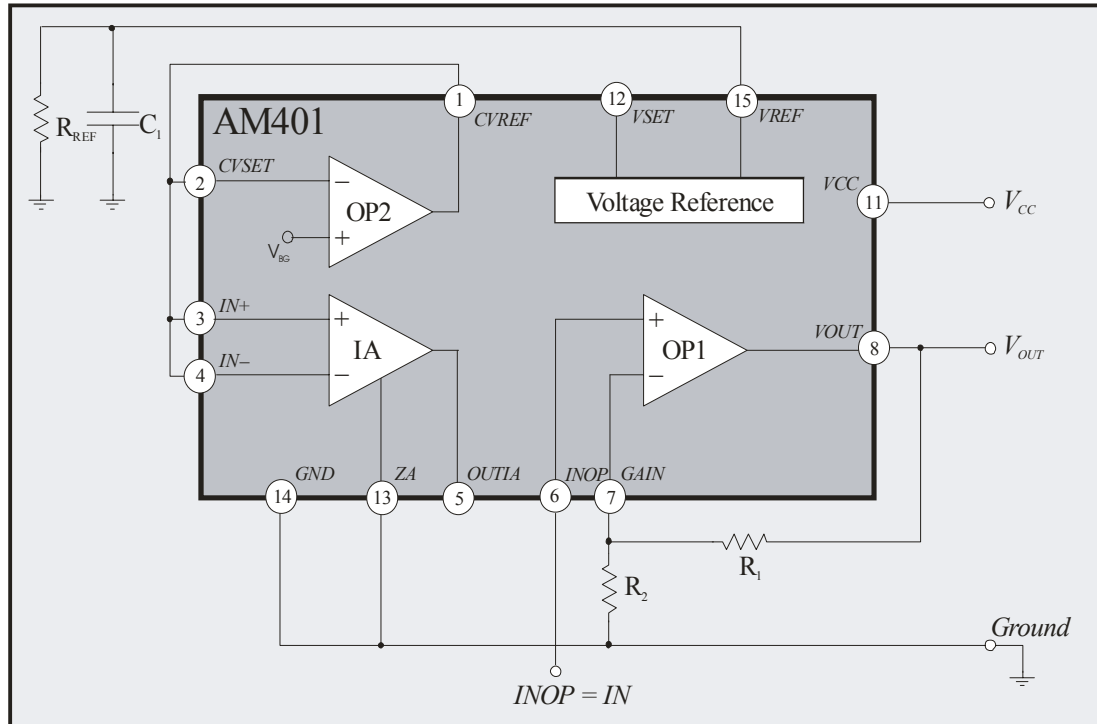 1
12
15
AM401
CVREF
VSET
VREF
R_REF
C_1
2
CVSET
−
OP2
V_BG
+
Voltage Reference
VCC
11
V_CC
3
IN+
+
IA
4
IN−
−
+
OP1
−
VOUT
8
V_OUT
GND
ZA
OUTIA
INOP
GAIN
14
13
5
6
7
R_1
R_2
Ground
INOP = IN